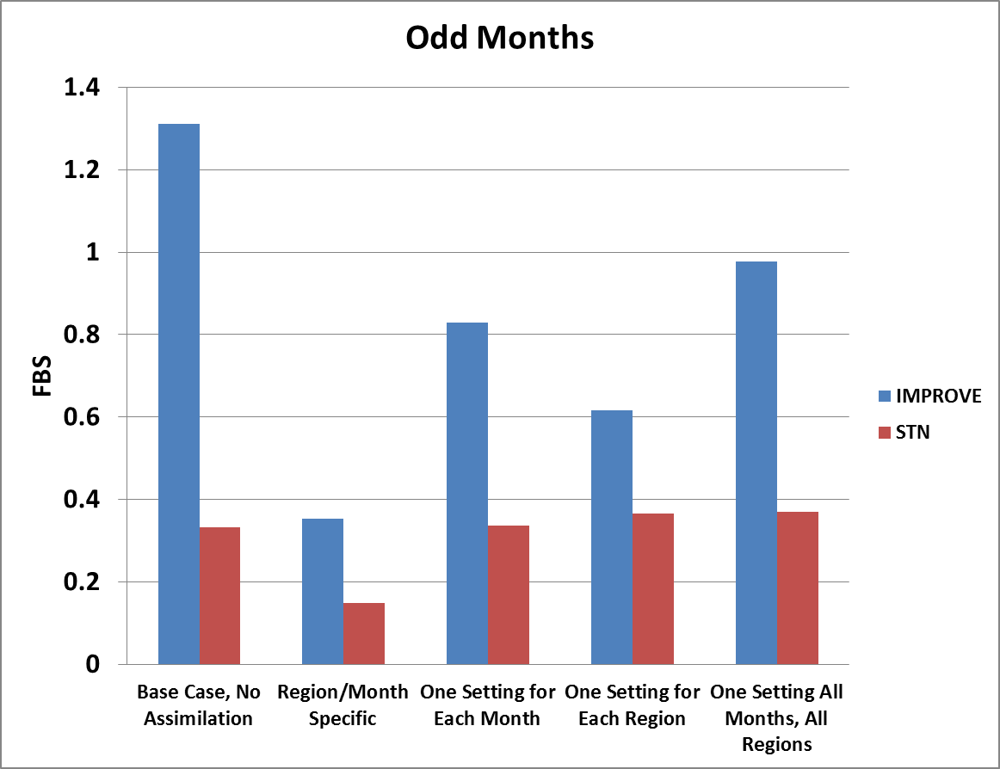 Odd Months
1.4
1.2
1
0.8
0.6
0.4
0.2
0
FBS
IMPROVE
STN
Base Case, No
Assimilation
Region/Month
Specific
One Setting for
Each Month
One Setting for
Each Region
One Setting All
Months, All
Regions